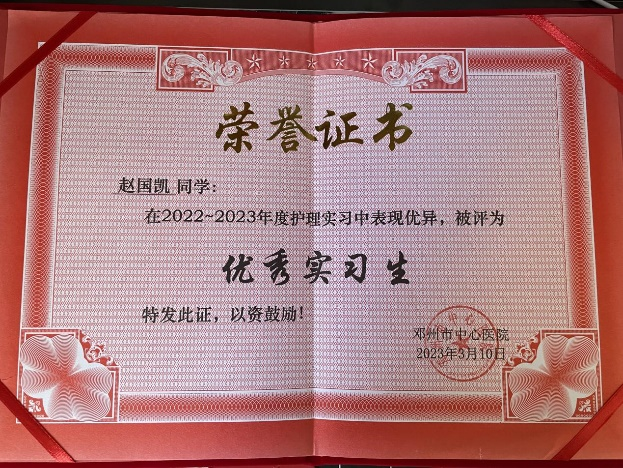 荣誉证书
赵国凯 同学：
在2022~2023年度护理实习中表现优异，被评为
优秀实习生
特发此证，以资鼓励！
邓州市中心医院
2023年3月10日